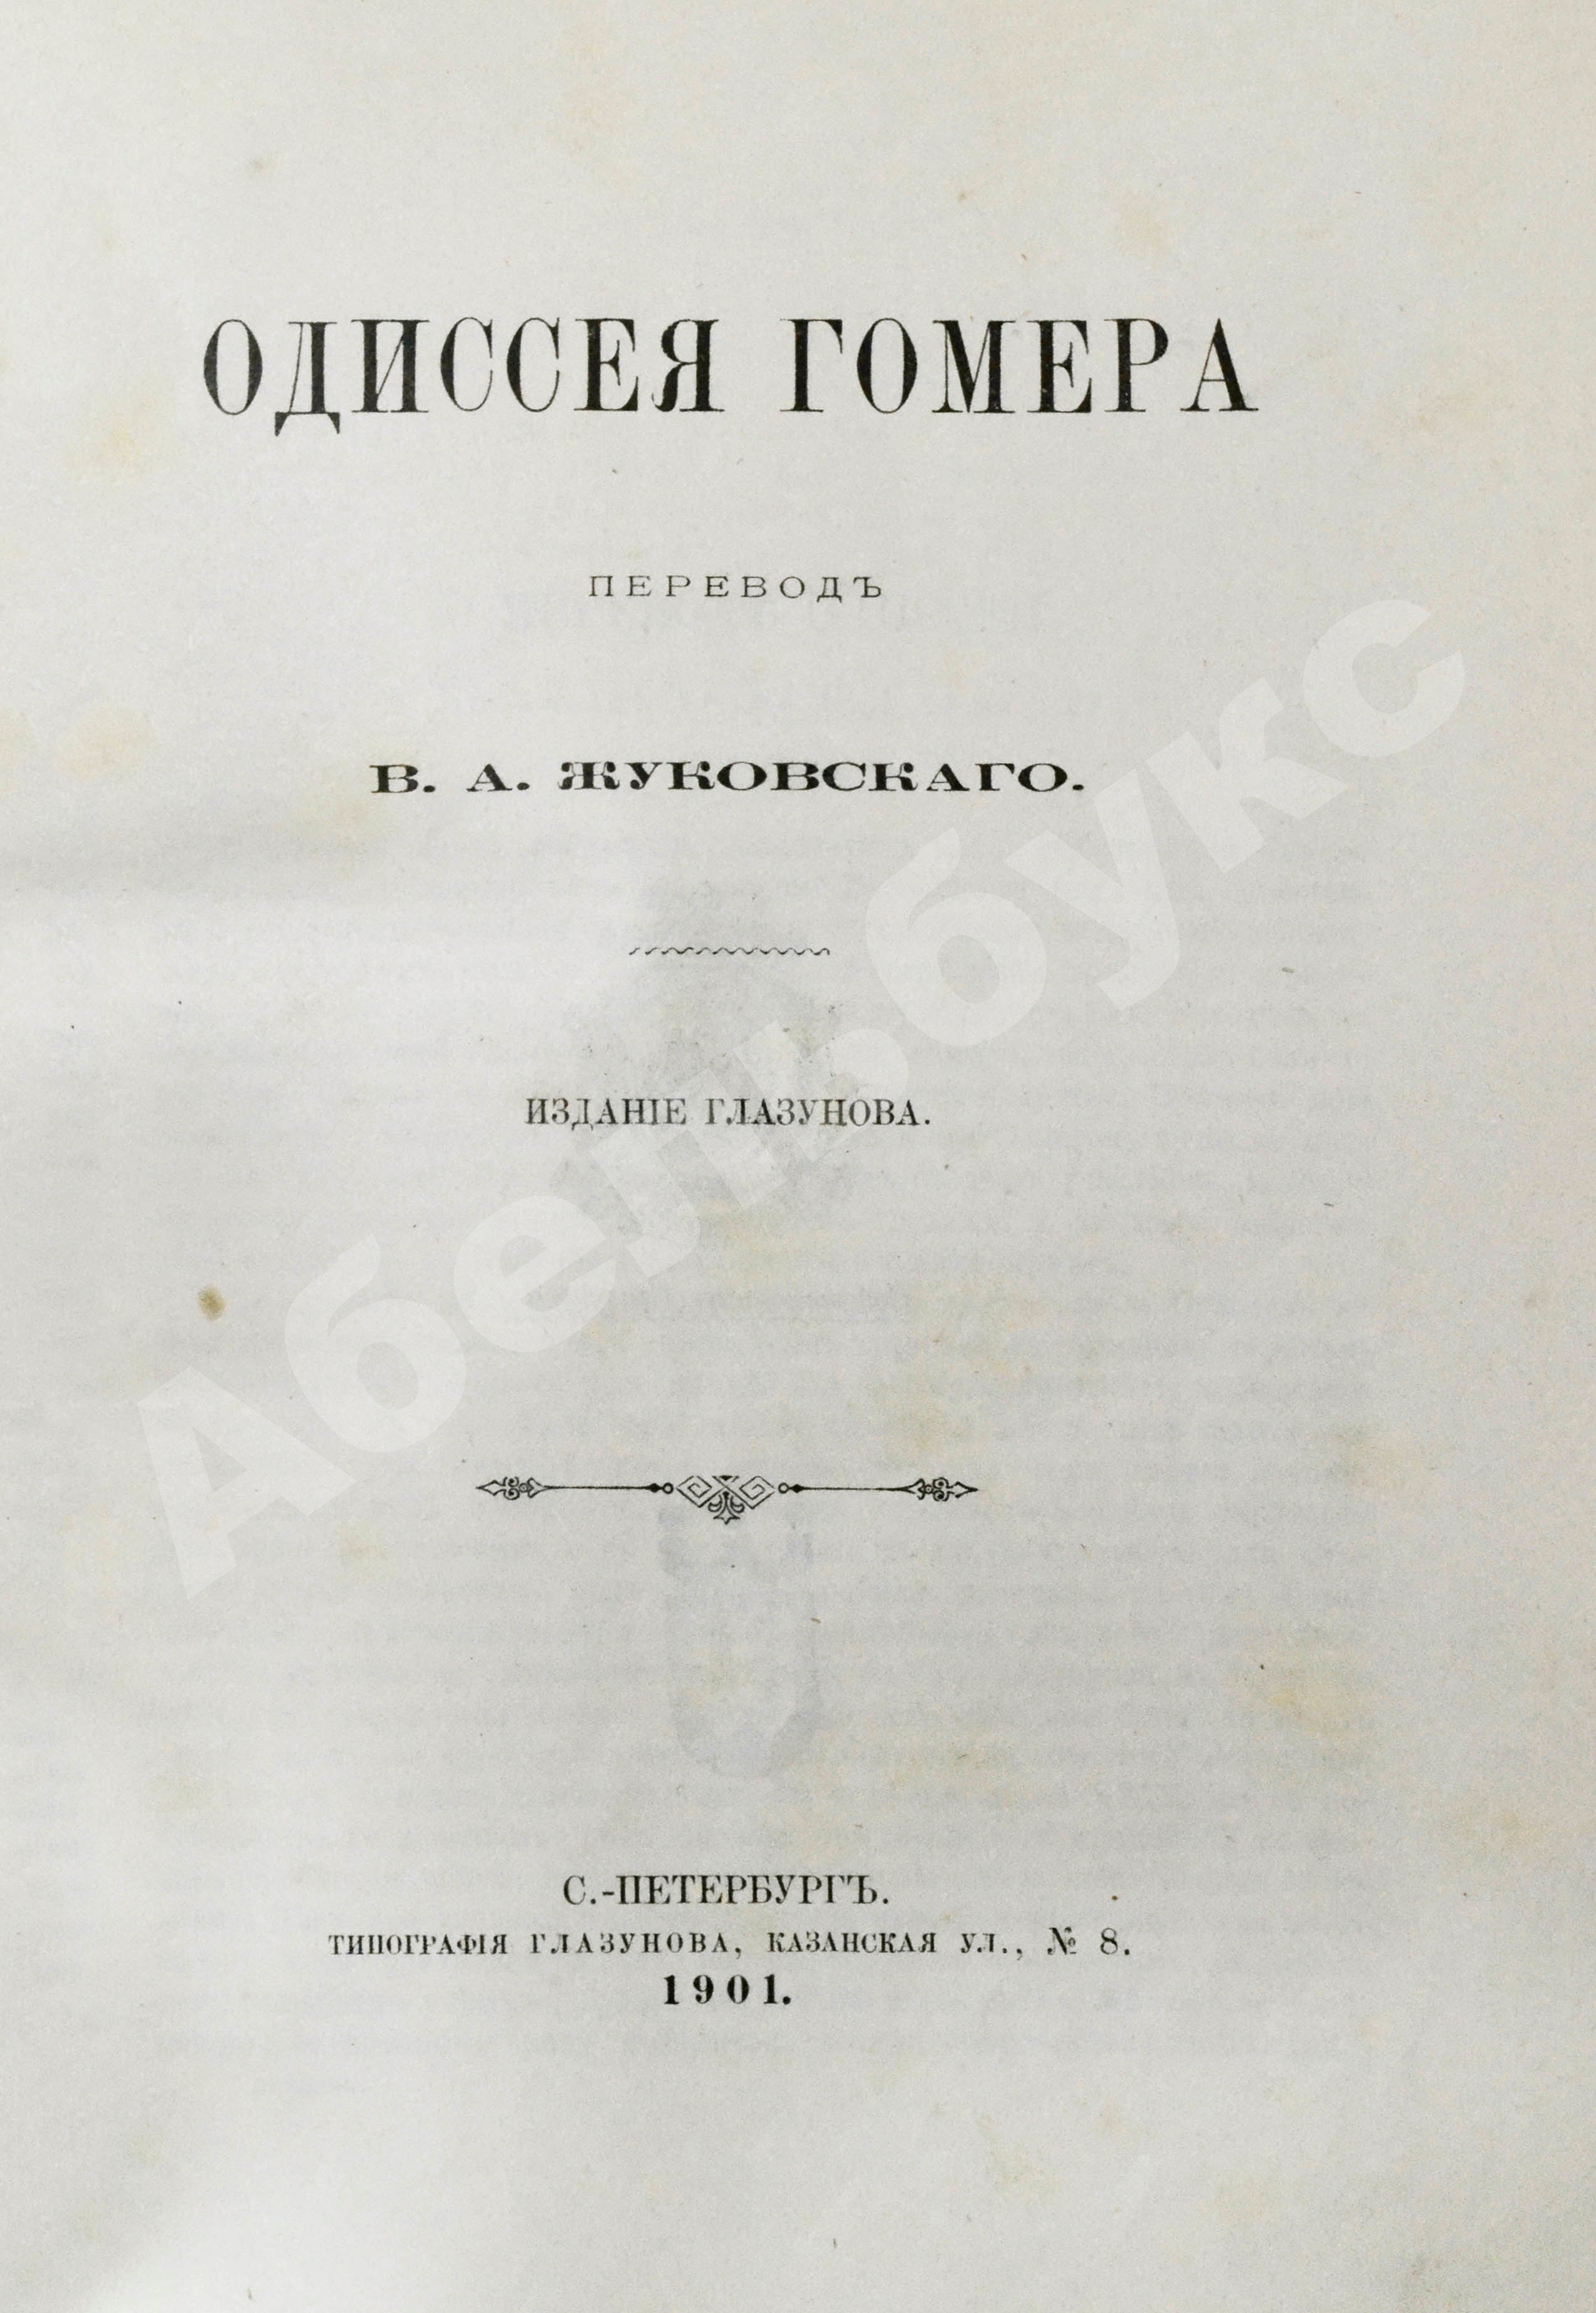 ОДИССЕЯ ГОМЕРА
ПЕРЕВОДЪ
В. А. ЖУКОВСКАГО.
ИЗДАНІЕ ГЛАЗУНОВА.
С.-ПЕТЕРБУРГЪ.
ТИПОГРАФІЯ ГЛАЗУНОВА, КАЗАНСКАЯ УЛ., № 8.
1901.
Абельбукс